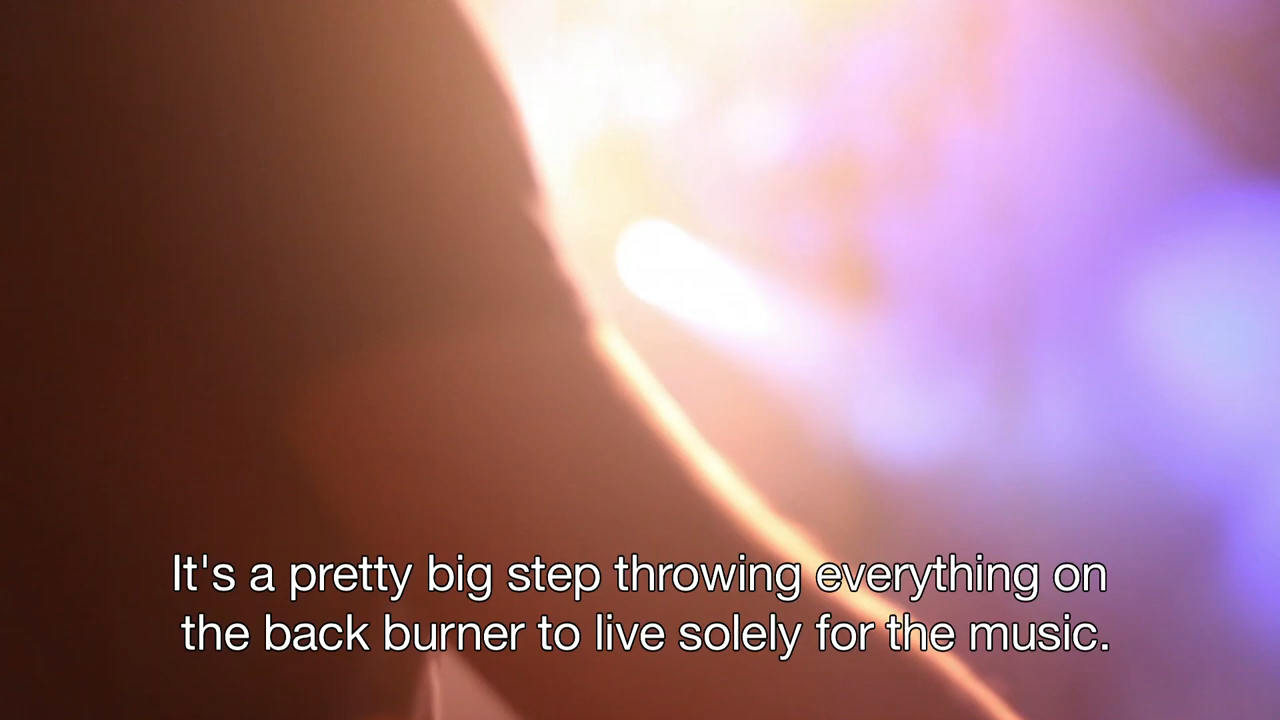 It's a pretty big step throwing everything on
the back burner to live solely for the music.